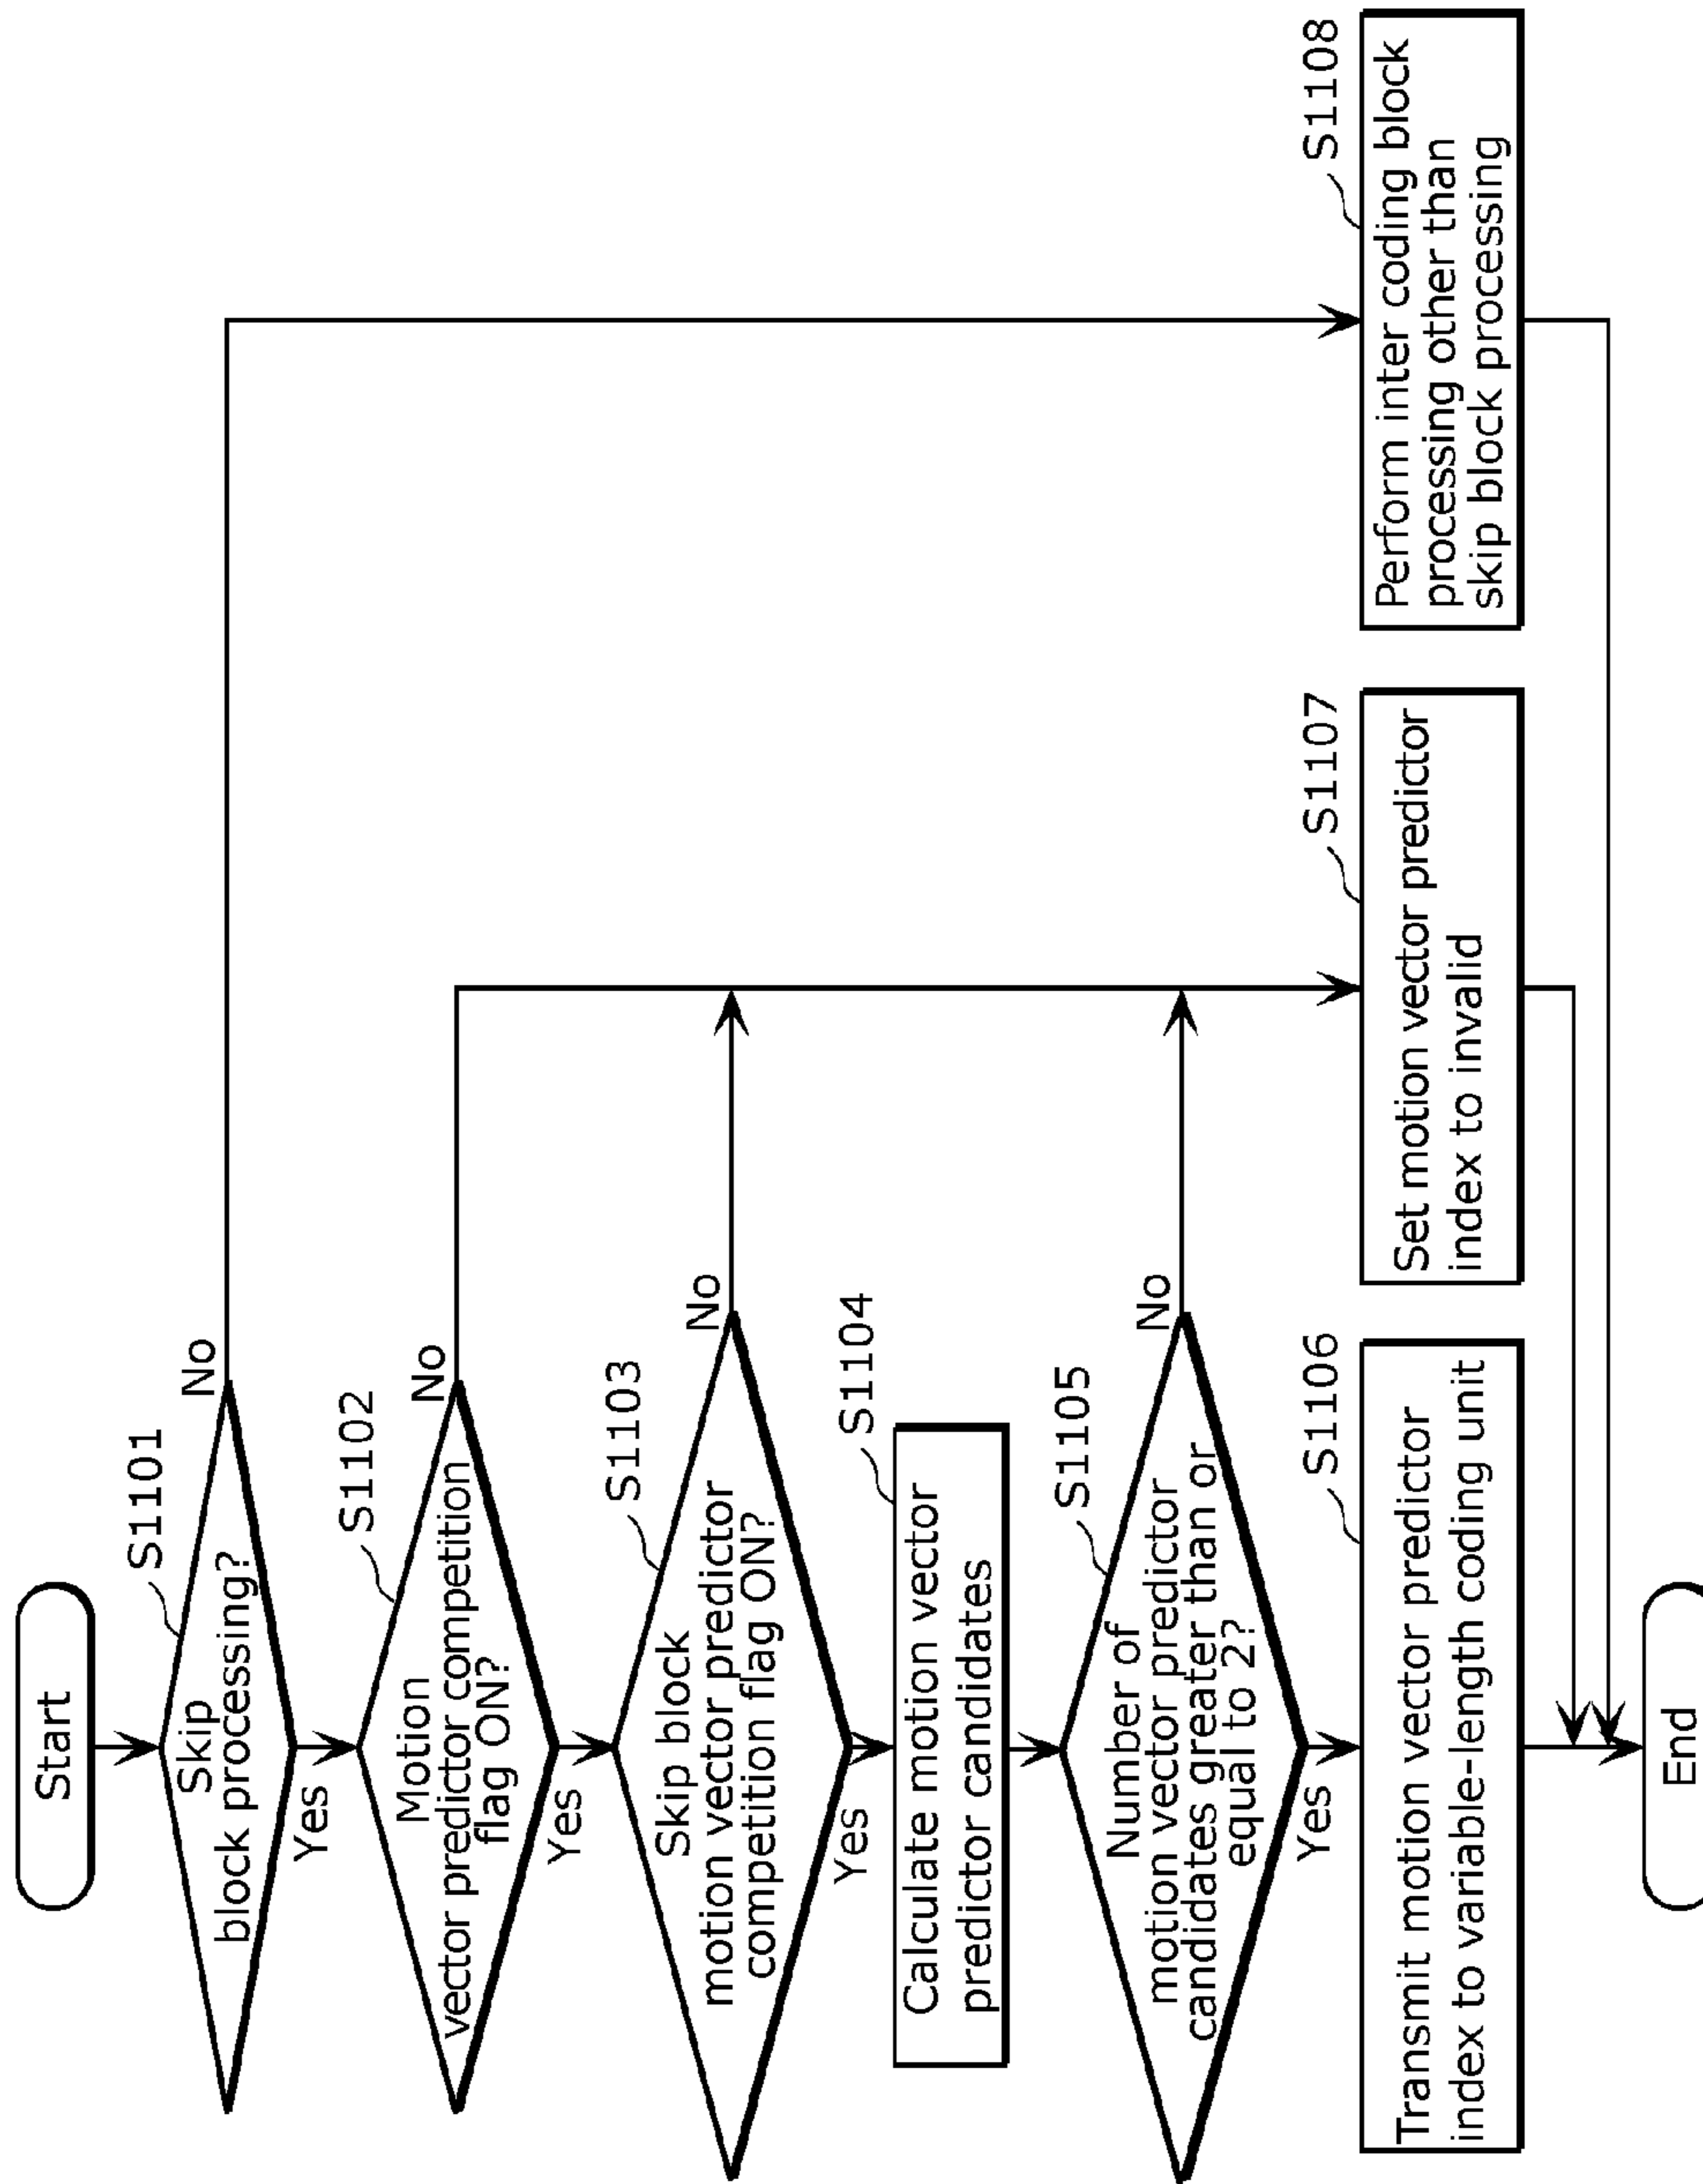 Start
S1101
Skip
block processing?
No
Yes
S1102
Motion
vector predictor competition
flag ON?
No
Yes
S1103
Skip block
motion vector predictor
competition flag ON?
No
Yes
S1104
Calculate motion vector
predictor candidates
S1105
Number of
motion vector predictor
candidates greater than or
equal to 2?
No
Yes
S1106
Transmit motion vector predictor
index to variable-length coding unit
S1107
Set motion vector predictor
index to invalid
S1108
Perform inter coding block
processing other than
skip block processing
End